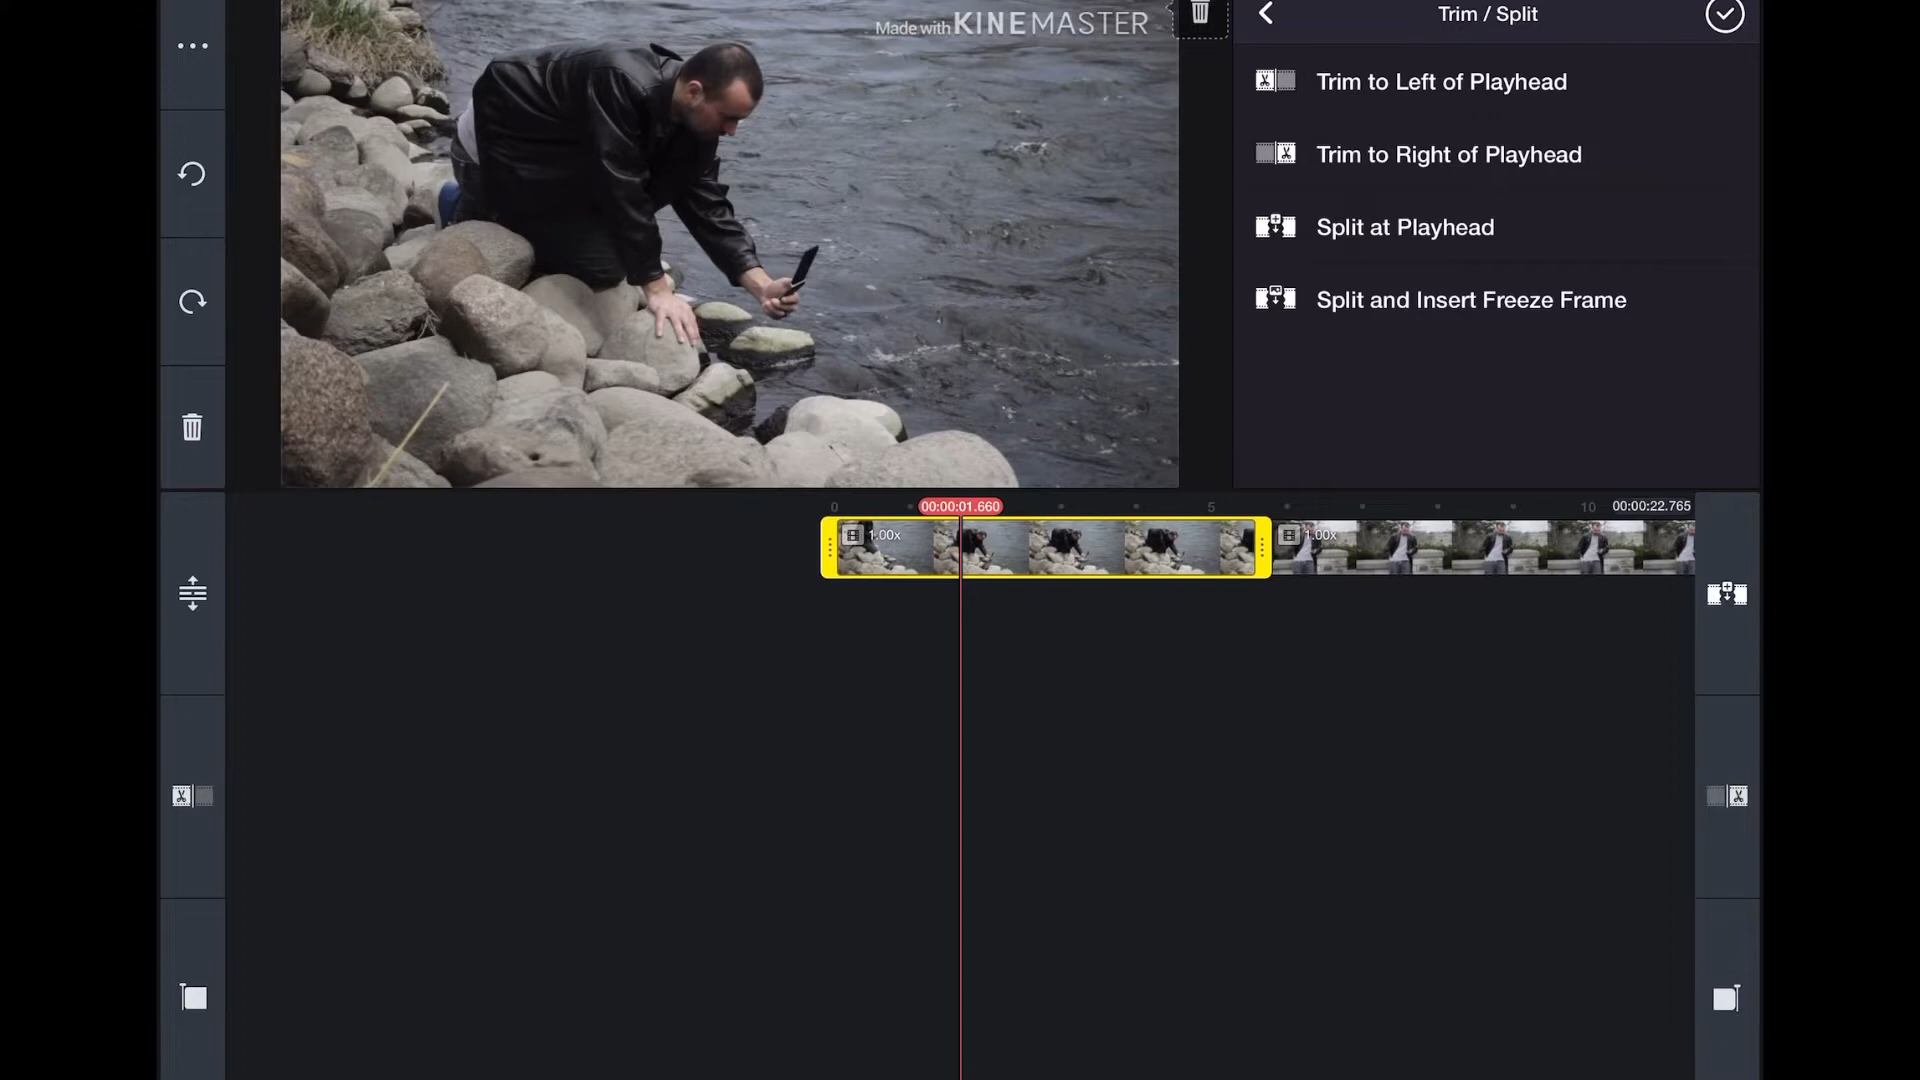 Made with KINEMASTER
Trim / Split
Trim to Left of Playhead
Trim to Right of Playhead
Split at Playhead
Split and Insert Freeze Frame
0
00:00:01.660
5
10
00:00:22.765
1.00x
1.00x